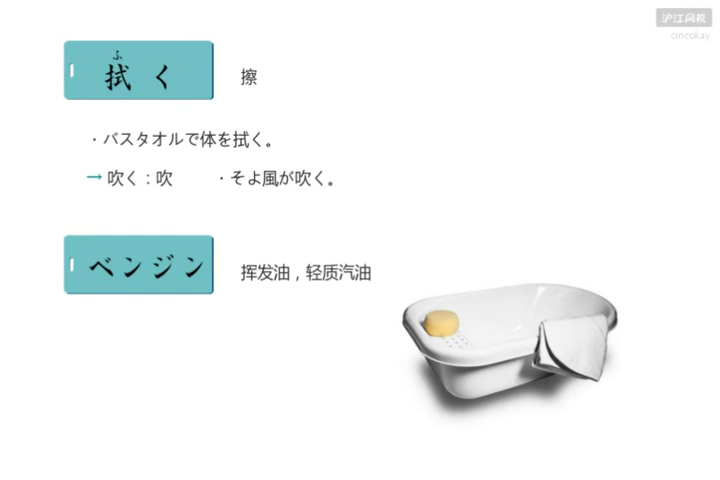 沪江网校
cincokay
ふ
拭く 擦
・バスタオルで体を拭く。
→吹く：吹 ・そよ風が吹く。
ベンジン 挥发油，轻质汽油